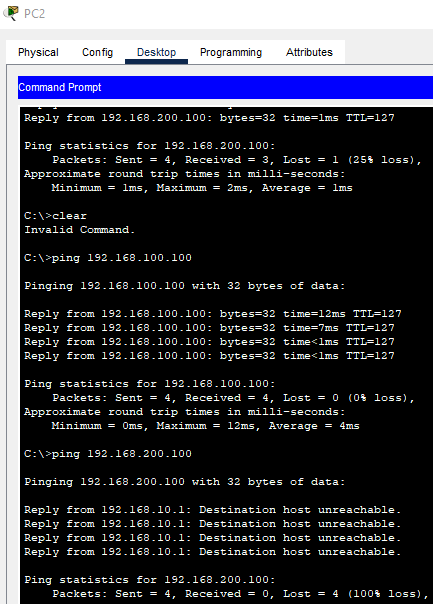 PC2
Physical Config Desktop Programming Attributes
Command Prompt
Reply from 192.168.200.100: bytes=32 time=1ms TTL=127
Ping statistics for 192.168.200.100:
Packets: Sent = 4, Received = 3, Lost = 1 (25% loss),
Approximate round trip times in milli-seconds:
Minimum = 1ms, Maximum = 2ms, Average = 1ms
C:\>clear
Invalid Command.
C:\>ping 192.168.100.100
Pinging 192.168.100.100 with 32 bytes of data:
Reply from 192.168.100.100: bytes=32 time=12ms TTL=127
Reply from 192.168.100.100: bytes=32 time=7ms TTL=127
Reply from 192.168.100.100: bytes=32 time<1ms TTL=127
Reply from 192.168.100.100: bytes=32 time<1ms TTL=127
Ping statistics for 192.168.100.100:
Packets: Sent = 4, Received = 4, Lost = 0 (0% loss),
Approximate round trip times in milli-seconds:
Minimum = 0ms, Maximum = 12ms, Average = 4ms
C:\>ping 192.168.200.100
Pinging 192.168.200.100 with 32 bytes of data:
Reply from 192.168.10.1: Destination host unreachable.
Reply from 192.168.10.1: Destination host unreachable.
Reply from 192.168.10.1: Destination host unreachable.
Reply from 192.168.10.1: Destination host unreachable.
Ping statistics for 192.168.200.100:
Packets: Sent = 4, Received = 0, Lost = 4 (100% loss),